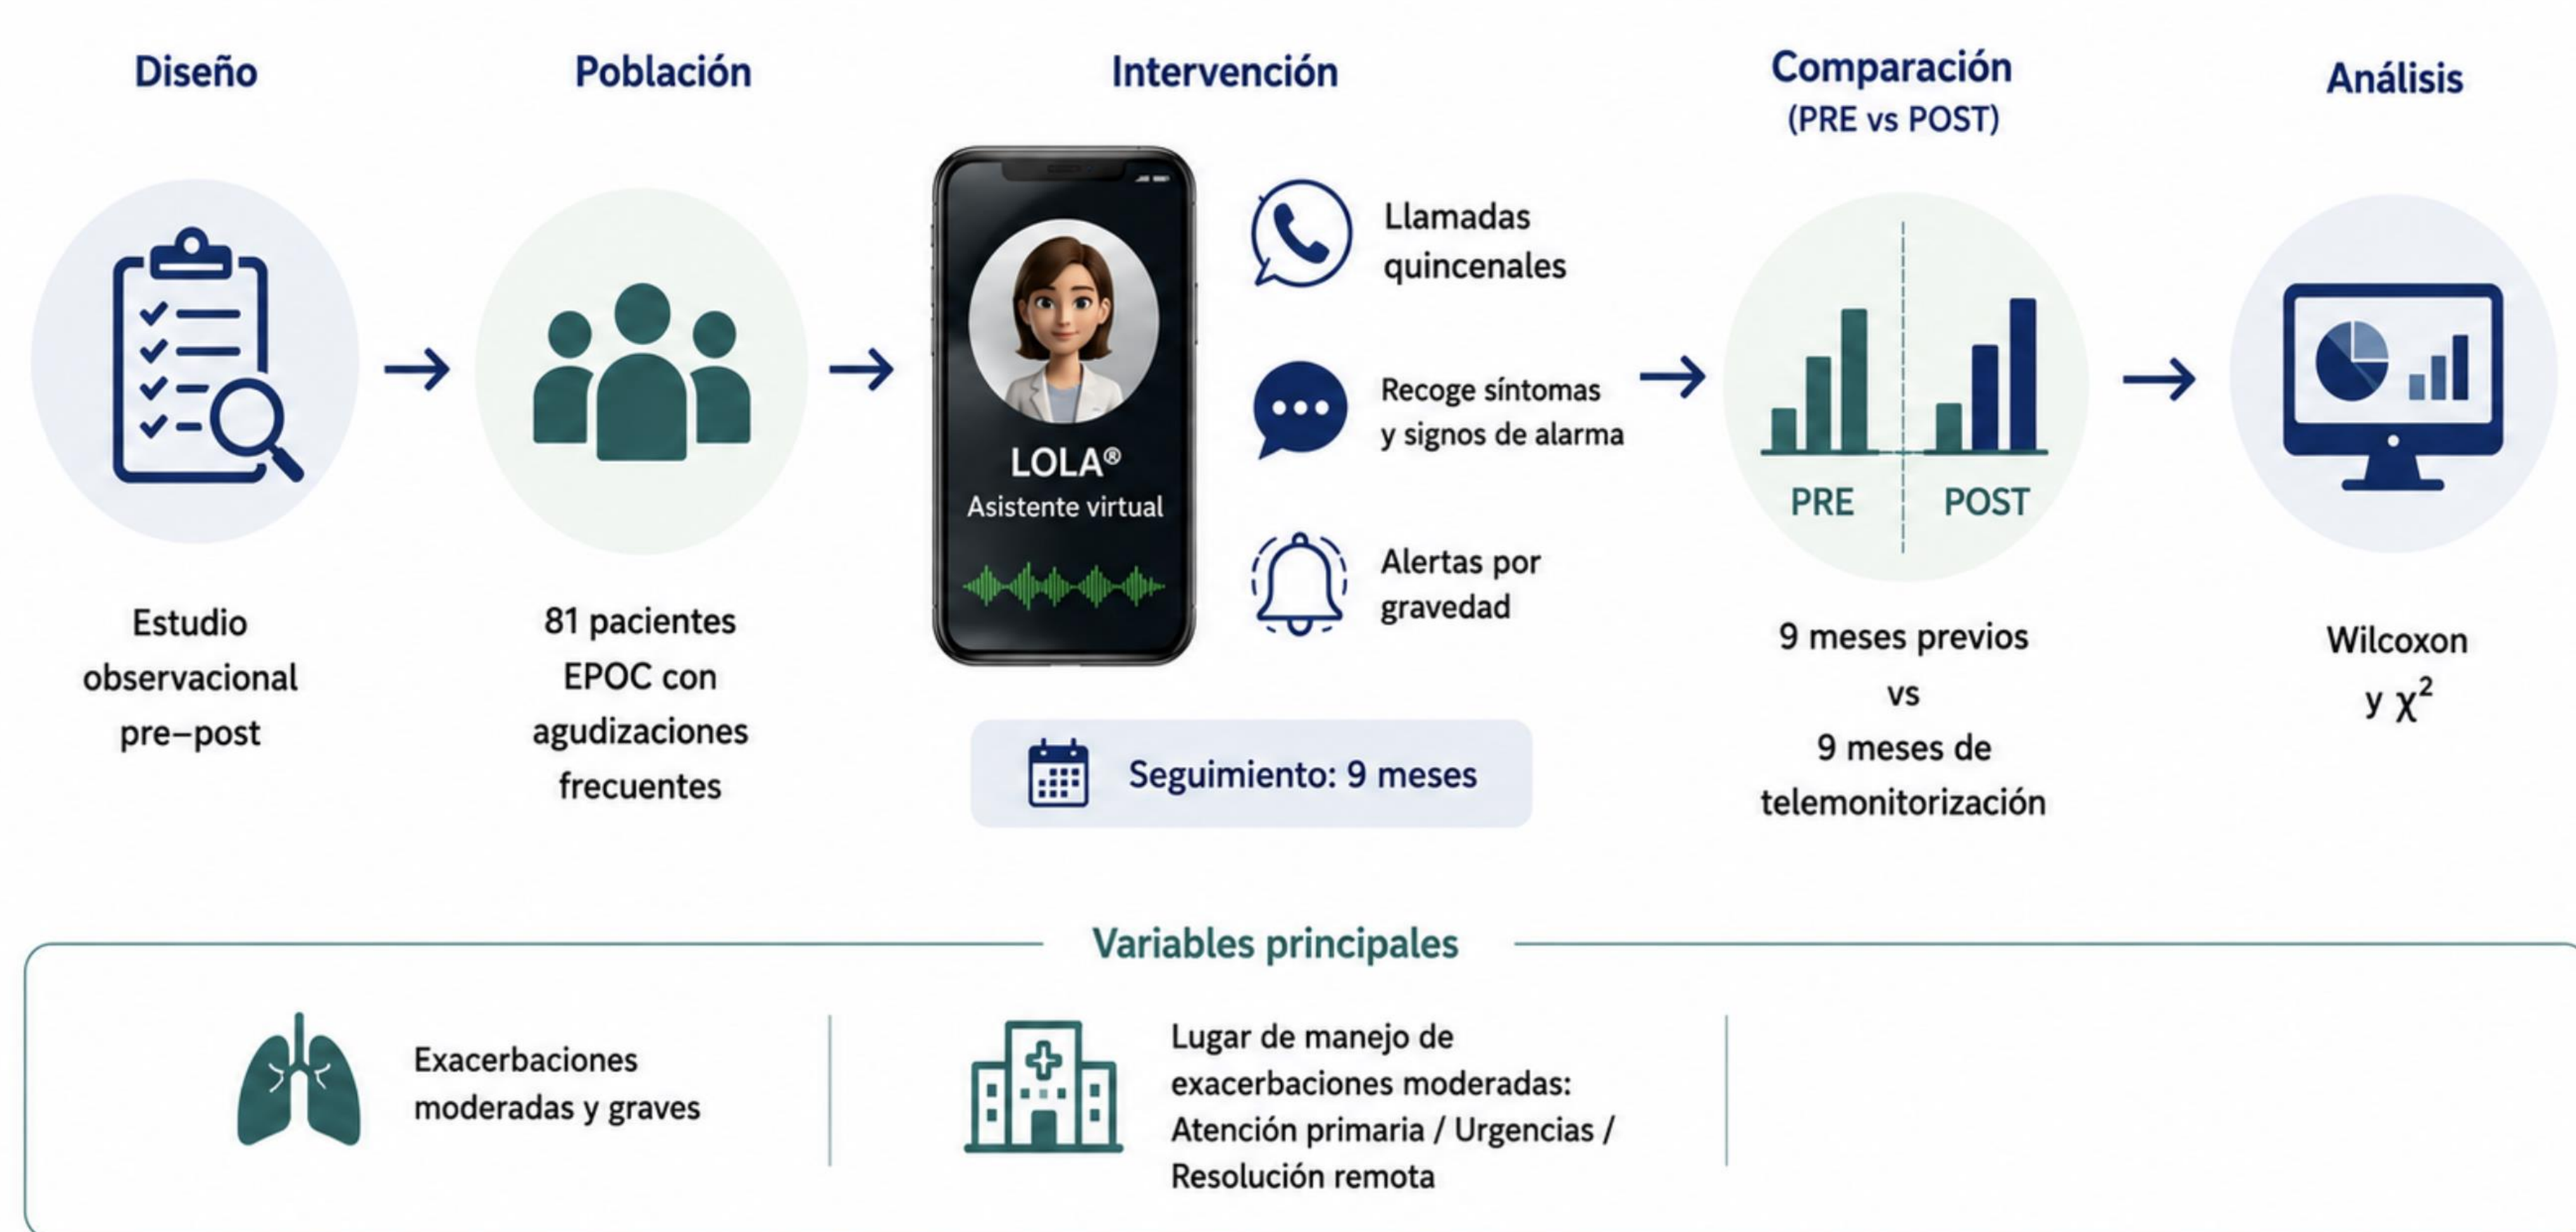 Diseño
Estudio
observacional
pre–post
Población
81 pacientes
EPOC con
agudizaciones
frecuentes
Intervención
LOLA®
Asistente virtual
Llamadas
quincenales
Recoge síntomas
y signos de alarma
Alertas por
gravedad
Seguimiento: 9 meses
Comparación
(PRE vs POST)
PRE
POST
9 meses previos
vs
9 meses de
telemonitorización
Análisis
Wilcoxon
y χ²
Variables principales
Exacerbaciones
moderadas y graves
Lugar de manejo de
exacerbaciones moderadas:
Atención primaria / Urgencias /
Resolución remota